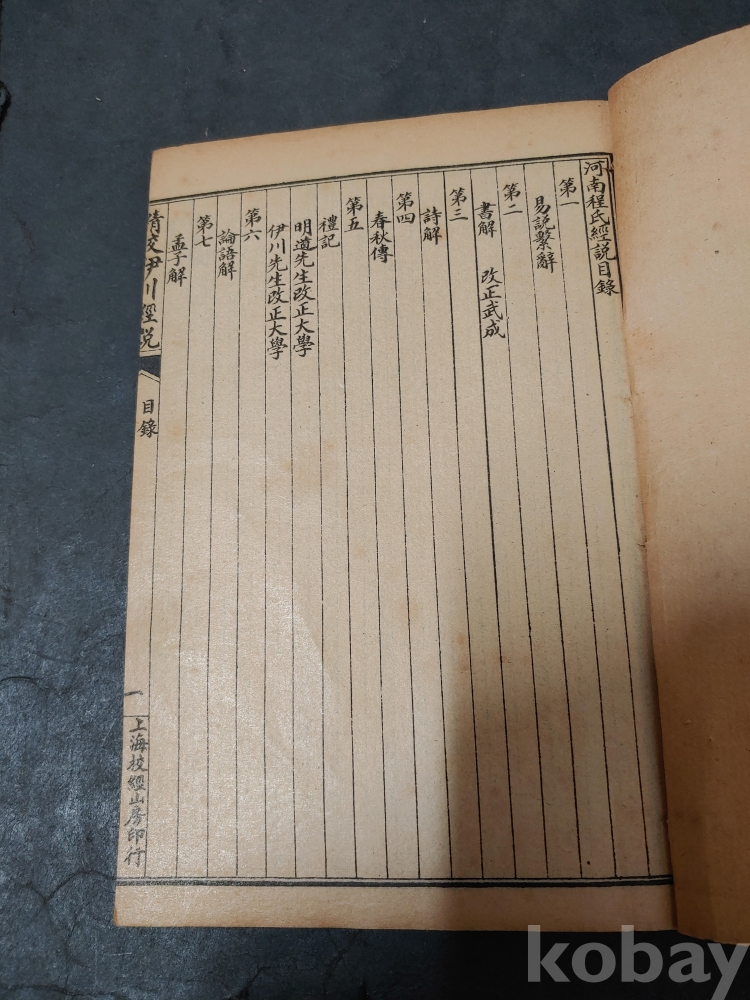 河南程氏經說目錄
第一
易說繫辭
第二
書解 改正武成
第三
詩解
第四
春秋傳
第五
禮記
明道先生改正大學
伊川先生改正大學
第六
論語解
第七
孟子解
精校伊川經說
目錄
一
上海校經山房印行
kobay